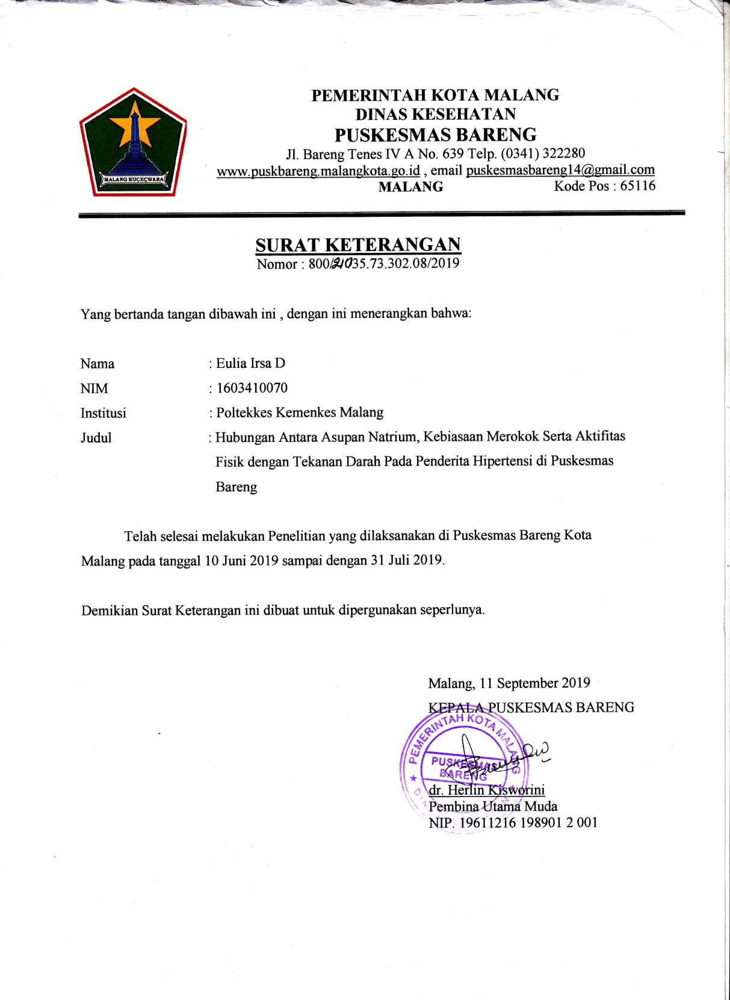 PEMERINTAH KOTA MALANG
DINAS KESEHATAN
PUSKESMAS BARENG
Jl. Bareng Tenes IV A No. 639 Telp. (0341) 322280
www.puskbareng.malangkota.go.id , email puskesmasbareng14@gmail.com
MALANG Kode Pos : 65116
MALANG KUÇEÇWARA
SURAT KETERANGAN
Nomor : 800/210/35.73.302.08/2019
Yang bertanda tangan dibawah ini , dengan ini menerangkan bahwa:
Nama : Eulia Irsa D
NIM : 1603410070
Institusi : Poltekkes Kemenkes Malang
Judul : Hubungan Antara Asupan Natrium, Kebiasaan Merokok Serta Aktifitas
Fisik dengan Tekanan Darah Pada Penderita Hipertensi di Puskesmas
Bareng
Telah selesai melakukan Penelitian yang dilaksanakan di Puskesmas Bareng Kota
Malang pada tanggal 10 Juni 2019 sampai dengan 31 Juli 2019.
Demikian Surat Keterangan ini dibuat untuk dipergunakan seperlunya.
Malang, 11 September 2019
KEPALA PUSKESMAS BARENG
PEMERINTAH KOTA MALANG
PUSKESMAS
BARENG
dr. Herlin Kisworini
Pembina Utama Muda
NIP. 19611216 198901 2 001